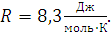 R = 8,3 Дж/(моль·К).